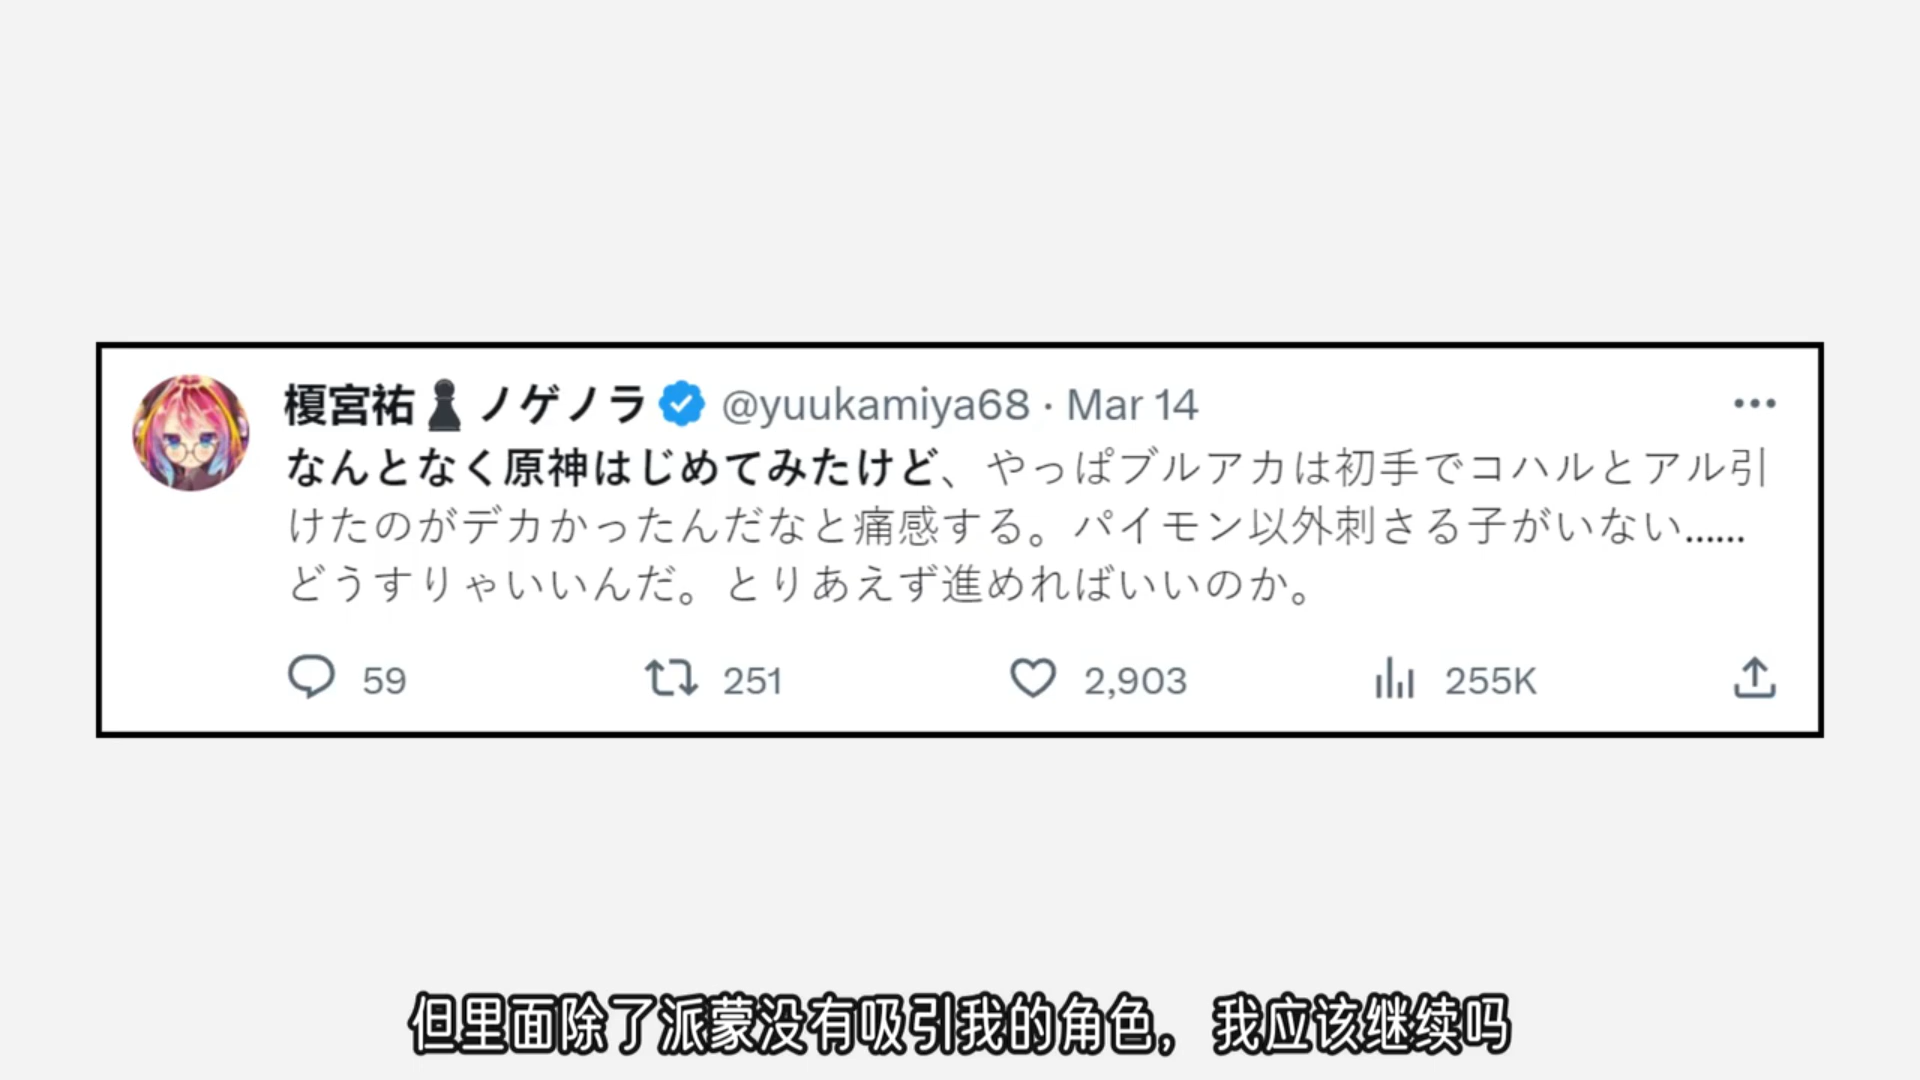 榎宮祐♟ノゲノラ @yuukamiya68 · Mar 14
なんとなく原神はじめてみたけど、やっぱブルアカは初手でコハルとアル引
けたのがデカかったんだなと痛感する。パイモン以外刺さる子がいない……
どうすりゃいいんだ。とりあえず進めればいいのか。
59 251 2,903 255K
但里面除了派蒙没有吸引我的角色，我应该继续吗